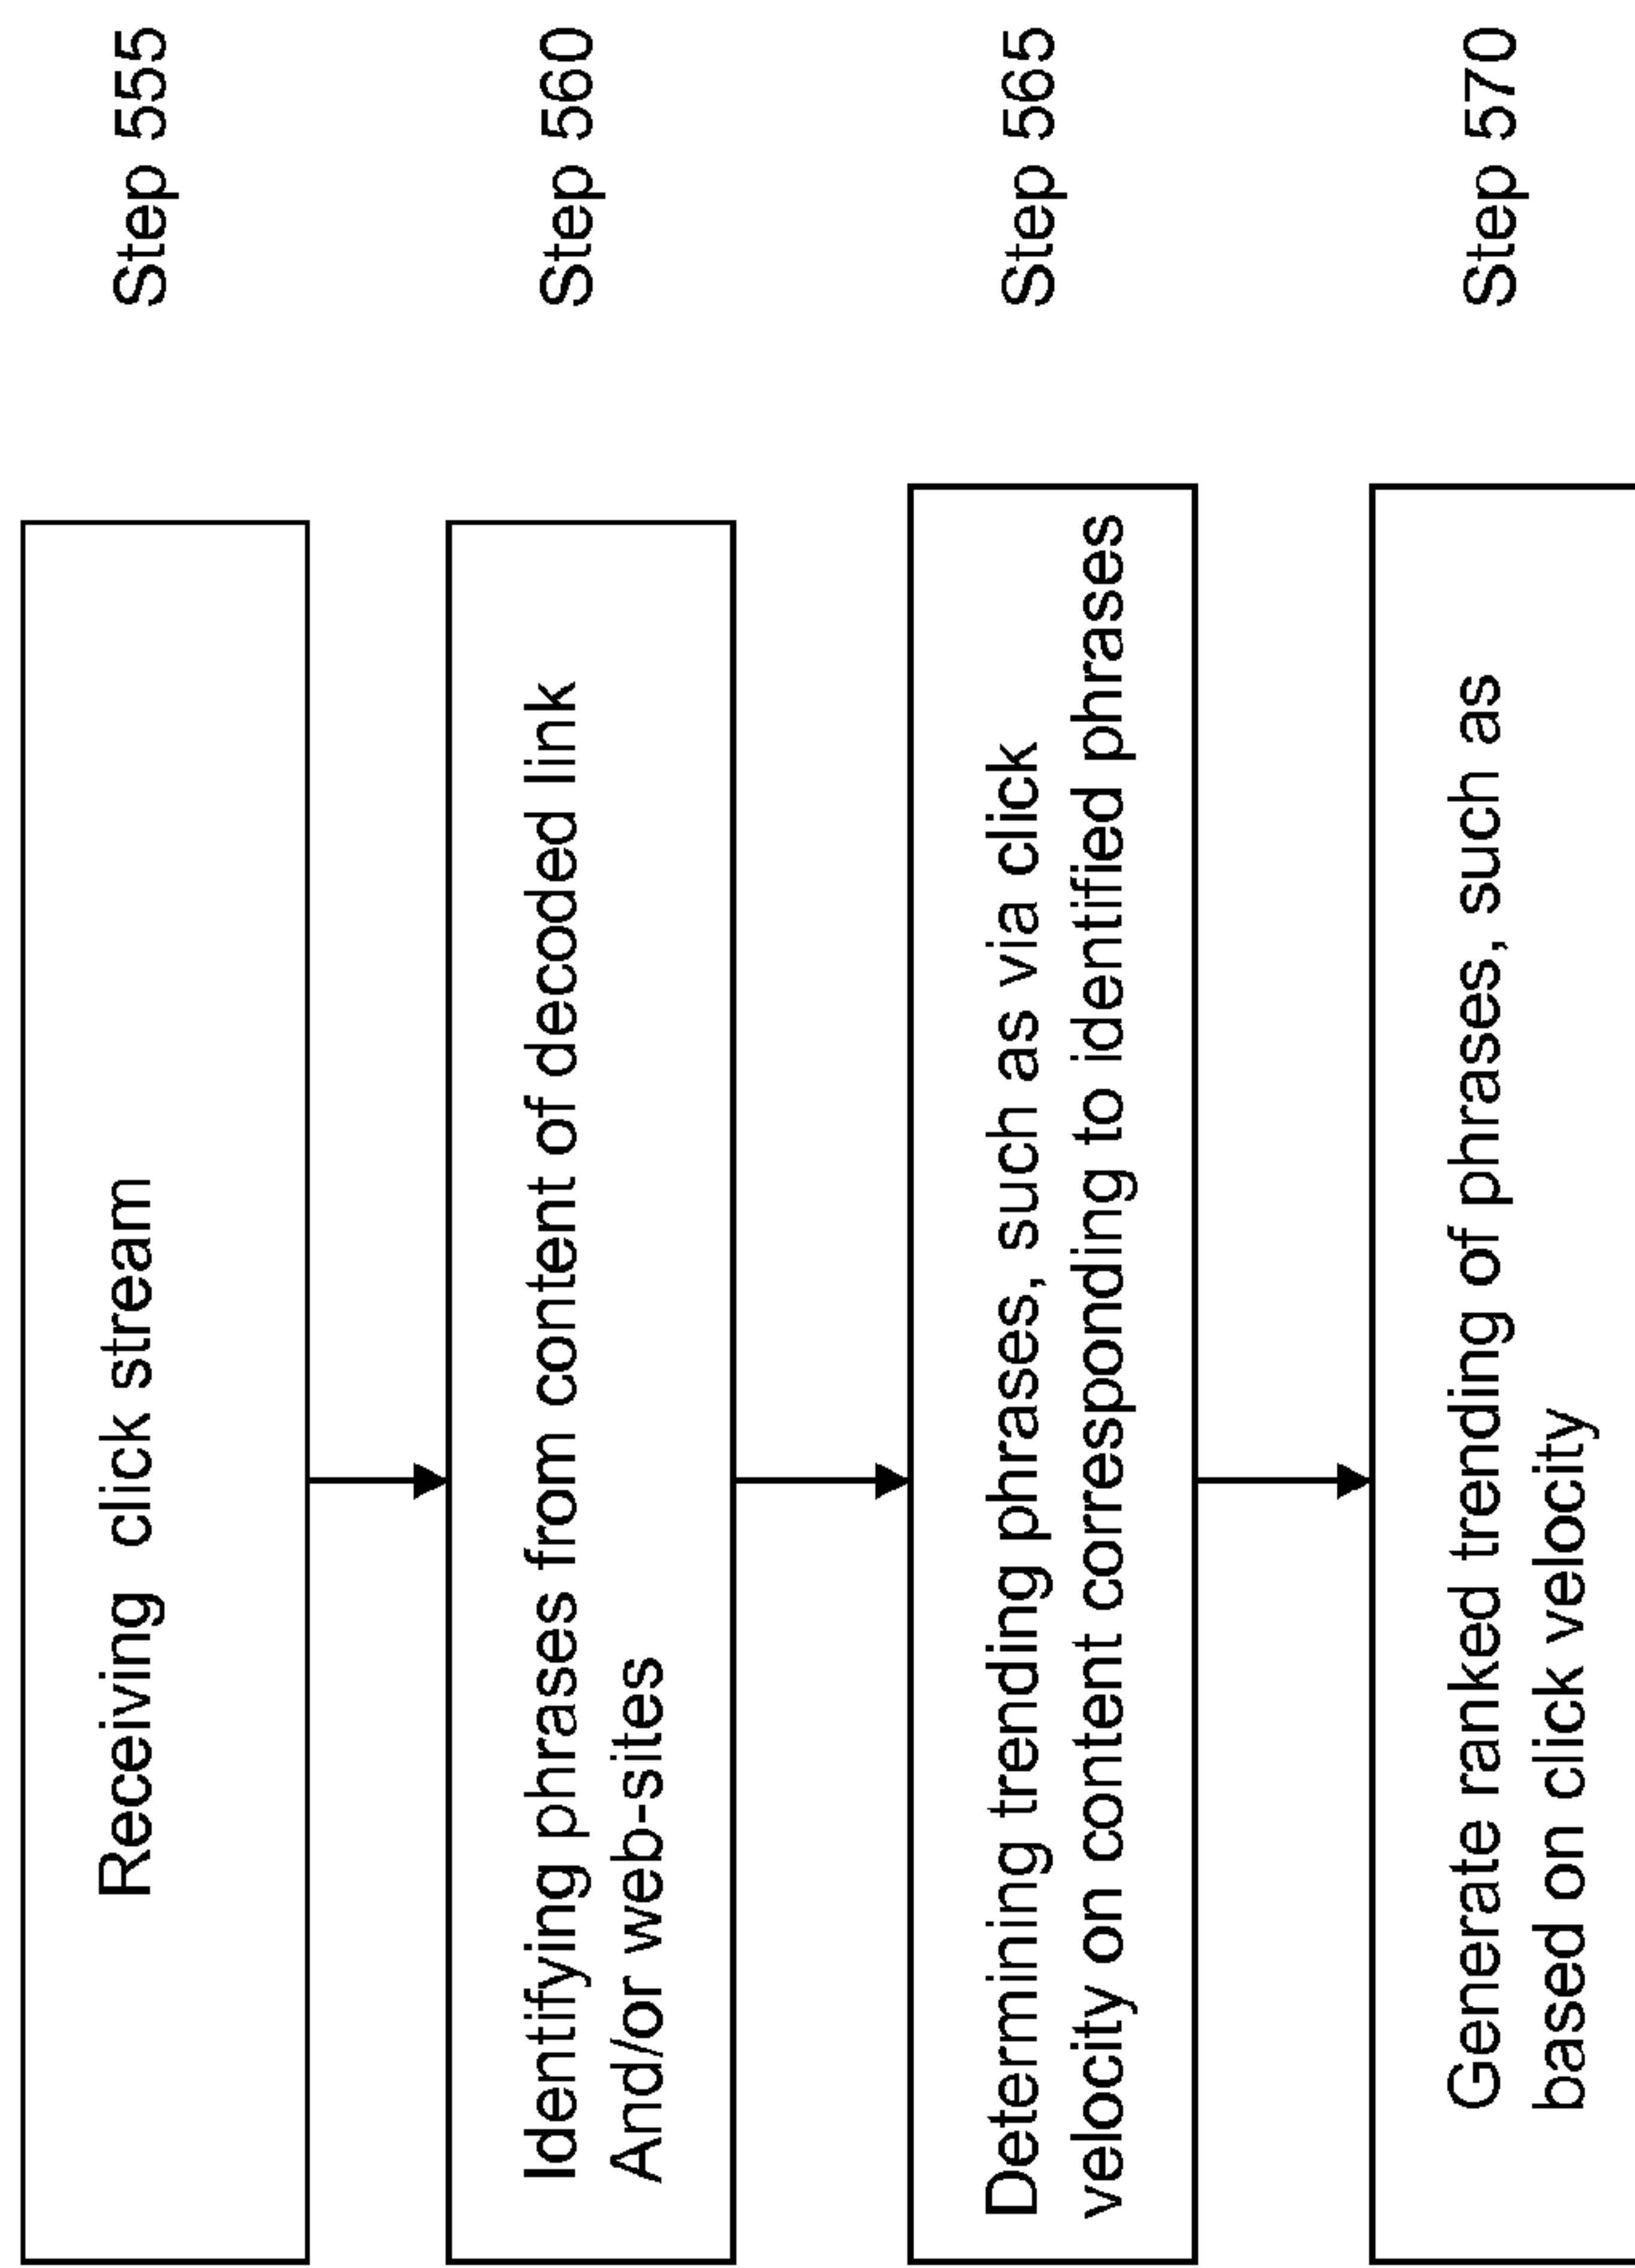 Receiving  click stream
Step 555
Identifying phrases from content of decoded link
And/or web-sites
Step 560
Determining trending phrases, such as via click
velocity on content corresponding to identified phrases
Step 565
Generate ranked trending of phrases, such as
based on click velocity
Step 570